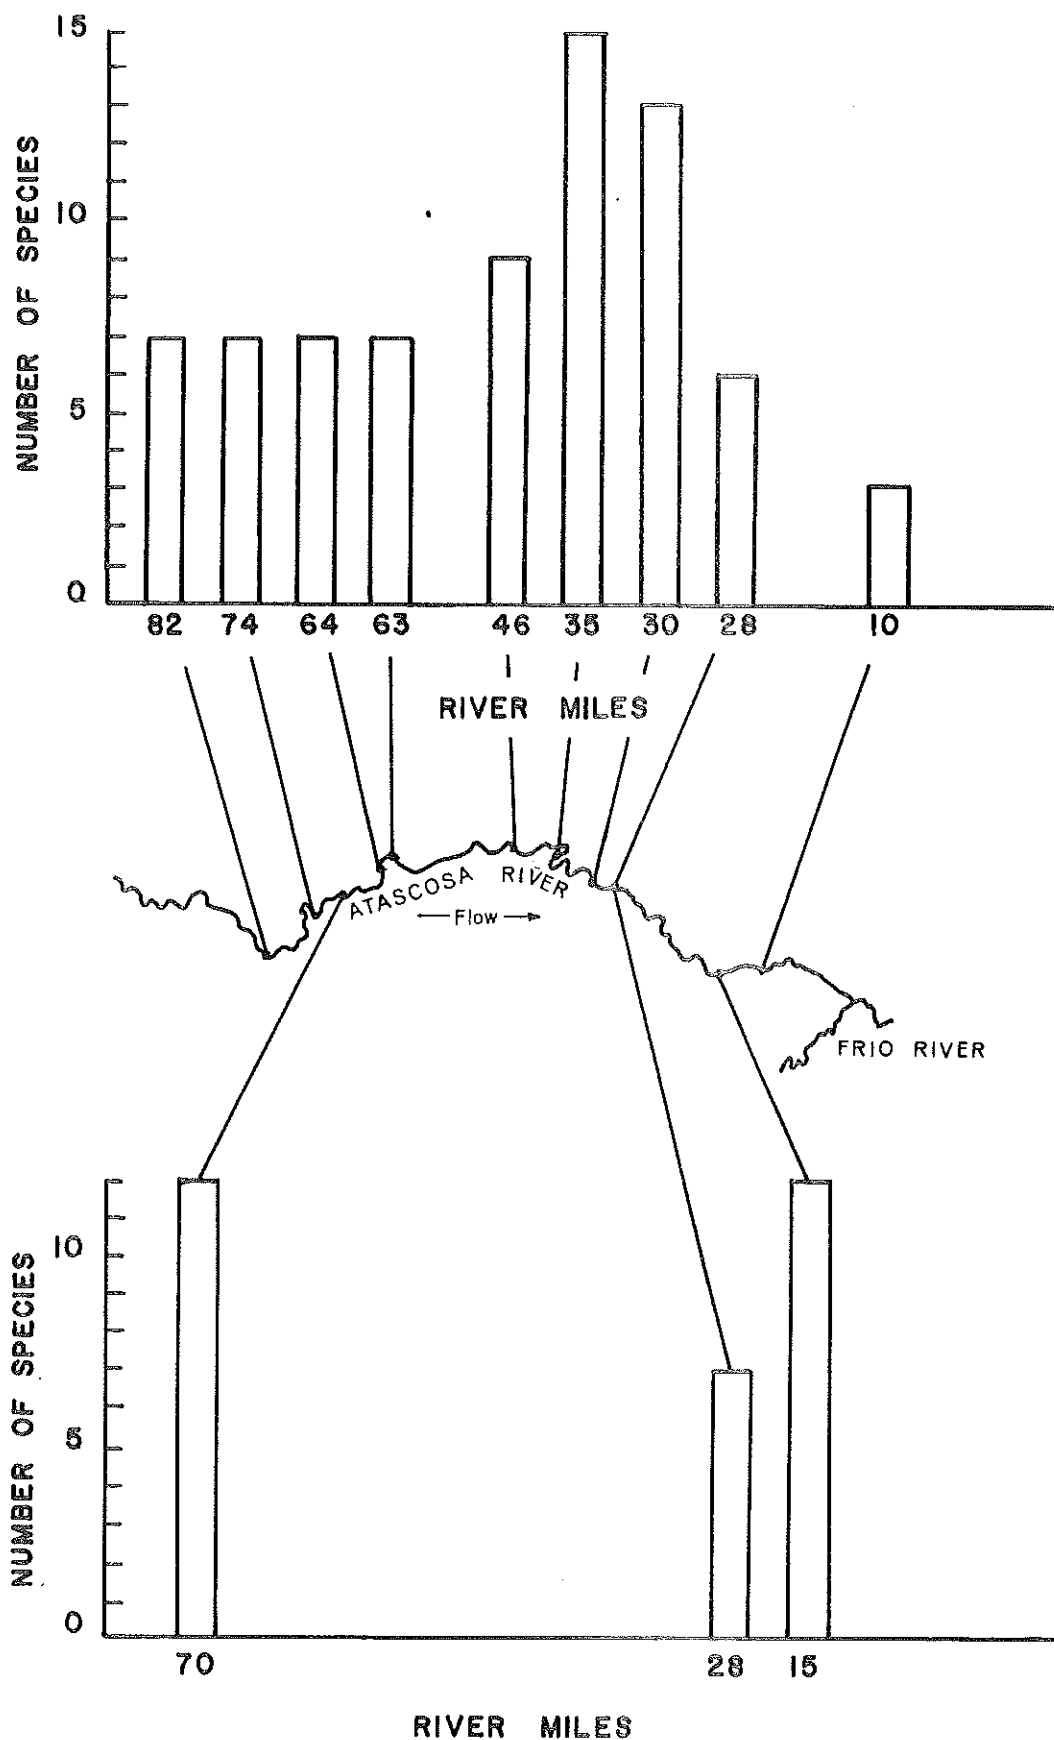 15
10
5
0
NUMBER OF SPECIES
82 74 64 63 46 35 30 28 10
RIVER MILES
ATASCOSA RIVER
←Flow→
FRIO RIVER
10
5
0
NUMBER OF SPECIES
70 28 15
RIVER MILES